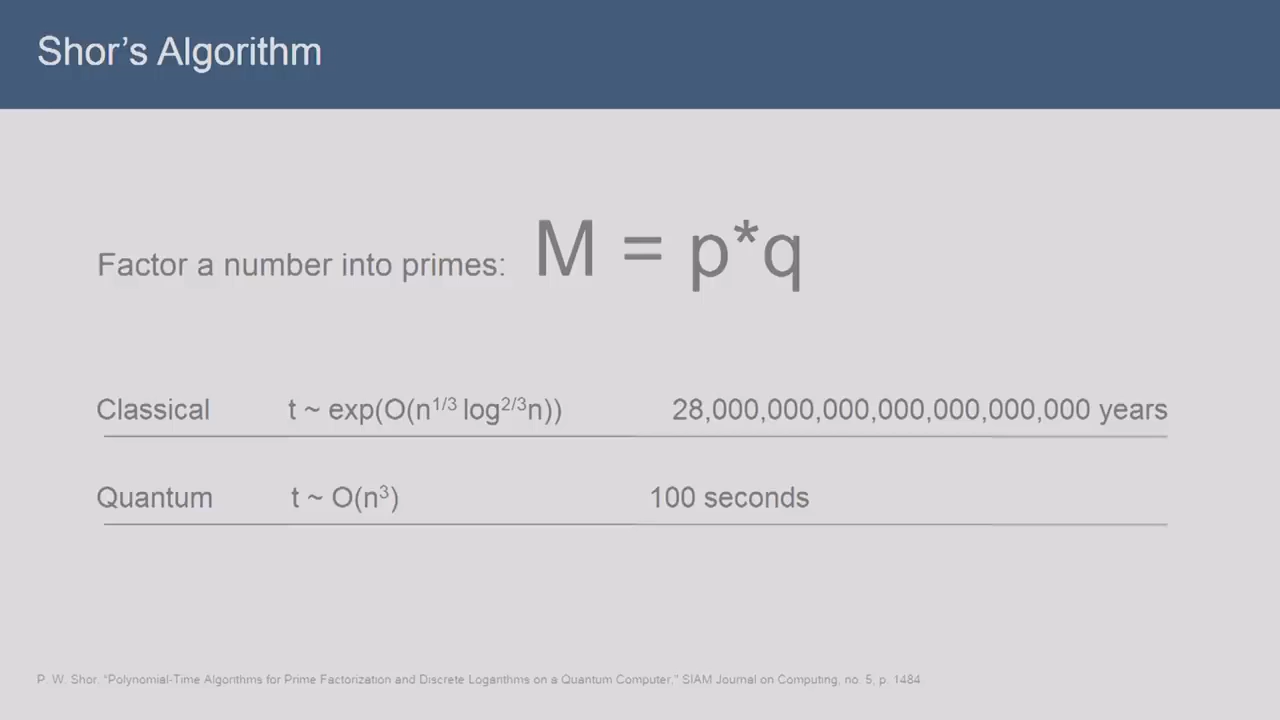 Shor's Algorithm
Factor a number into primes: M = p*q
Classical t ~ exp(O(n^1/3 log^2/3 n)) 28,000,000,000,000,000,000,000 years
Quantum t ~ O(n^3) 100 seconds
P. W. Shor. "Polynomial-Time Algorithms for Prime Factorization and Discrete Logarithms on a Quantum Computer," SIAM Journal on Computing, no. 5, p. 1484